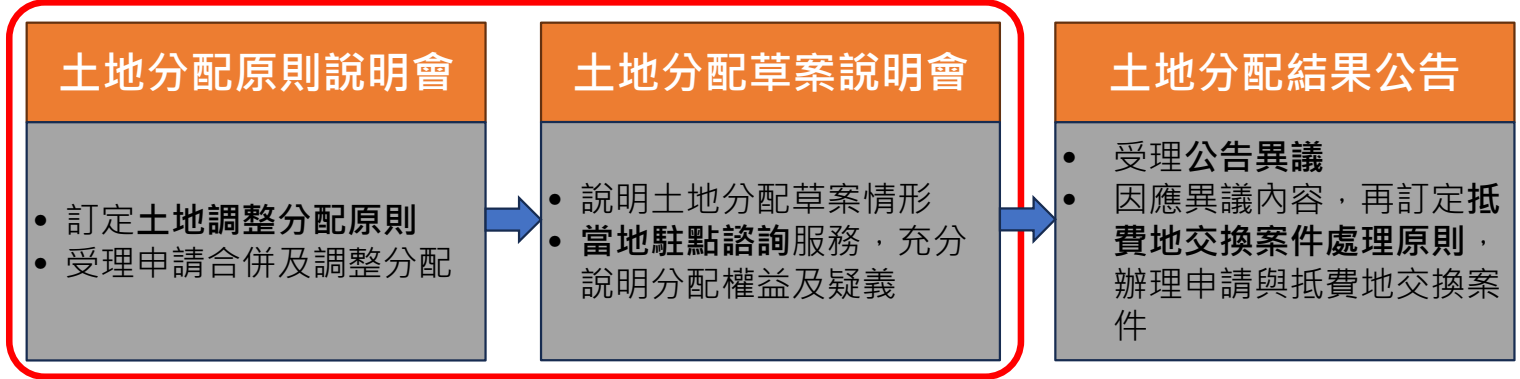 土地分配原則說明會
• 訂定土地調整分配原則
• 受理申請合併及調整分配
土地分配草案說明會
• 說明土地分配草案情形
• 當地駐點諮詢服務，充分
說明分配權益及疑義
土地分配結果公告
• 受理公告異議
• 因應異議內容，再訂定抵
費地交換案件處理原則，
辦理申請與抵費地交換案
件